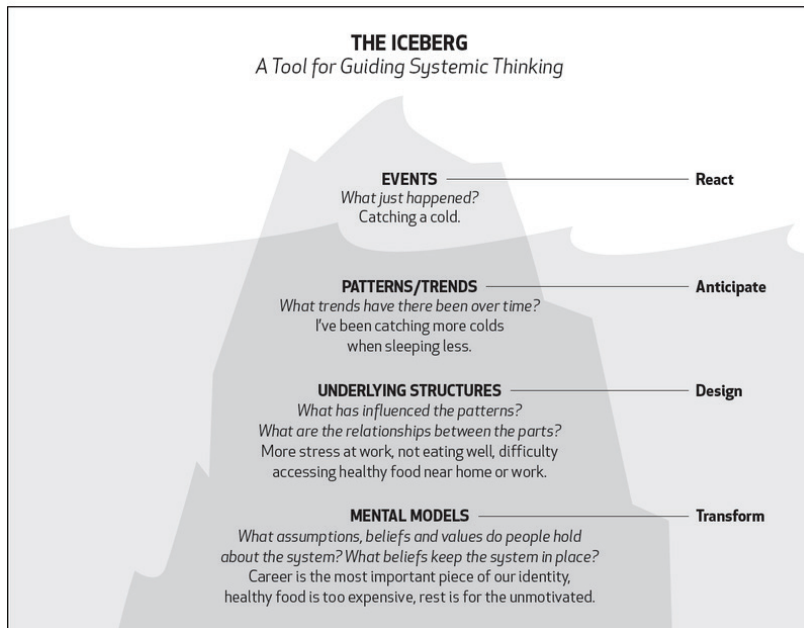 THE ICEBERG
A Tool for Guiding Systemic Thinking
EVENTS React
What just happened?
Catching a cold.
PATTERNS/TRENDS Anticipate
What trends have there been over time?
I've been catching more colds
when sleeping less.
UNDERLYING STRUCTURES Design
What has influenced the patterns?
What are the relationships between the parts?
More stress at work, not eating well, difficulty
accessing healthy food near home or work.
MENTAL MODELS Transform
What assumptions, beliefs and values do people hold
about the system? What beliefs keep the system in place?
Career is the most important piece of our identity,
healthy food is too expensive, rest is for the unmotivated.